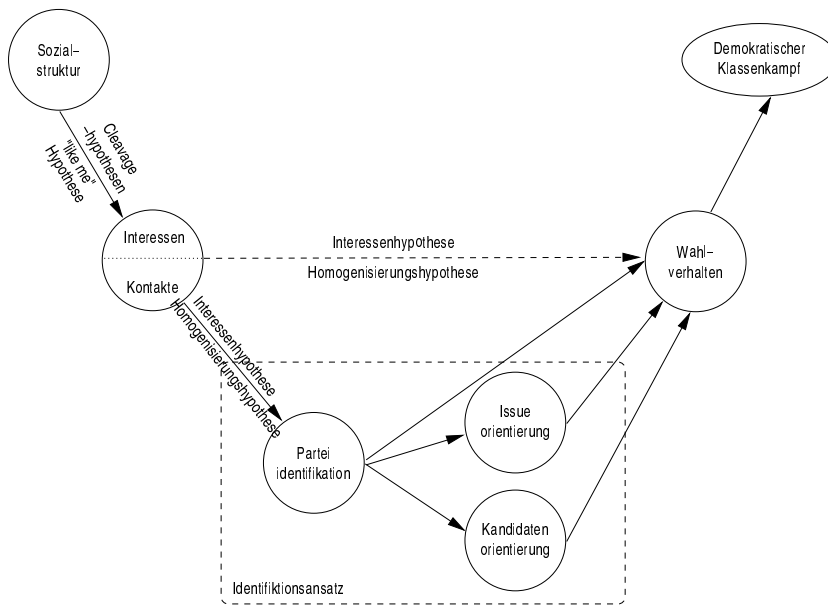 Sozial–
struktur
Demokratischer
Klassenkampf
Cleavage
–hypothesen
"like me"
Hypothese
Interessen
Kontakte
Interessenhypothese
Homogenisierungshypothese
Wahl–
verhalten
Interessenhypothese
Homogenisierungshypothese
Partei
identifikation
Issue
orientierung
Kandidaten
orientierung
Identifiktionsansatz